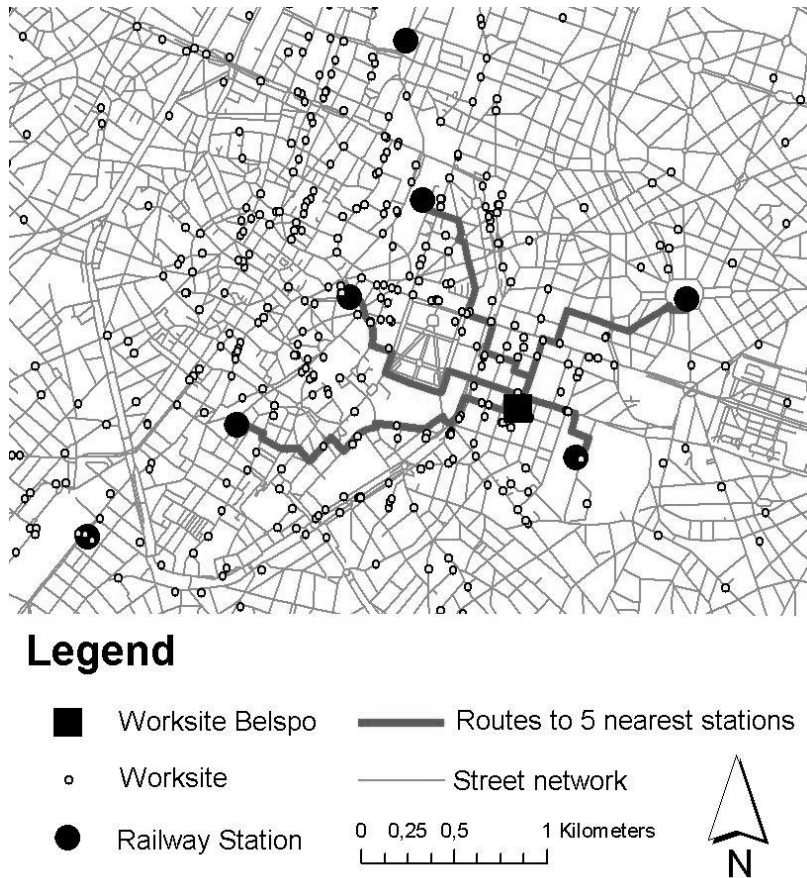 Legend
Worksite Belspo
Routes to 5 nearest stations
Worksite
Street network
Railway Station
0 0,25 0,5 1 Kilometers
N